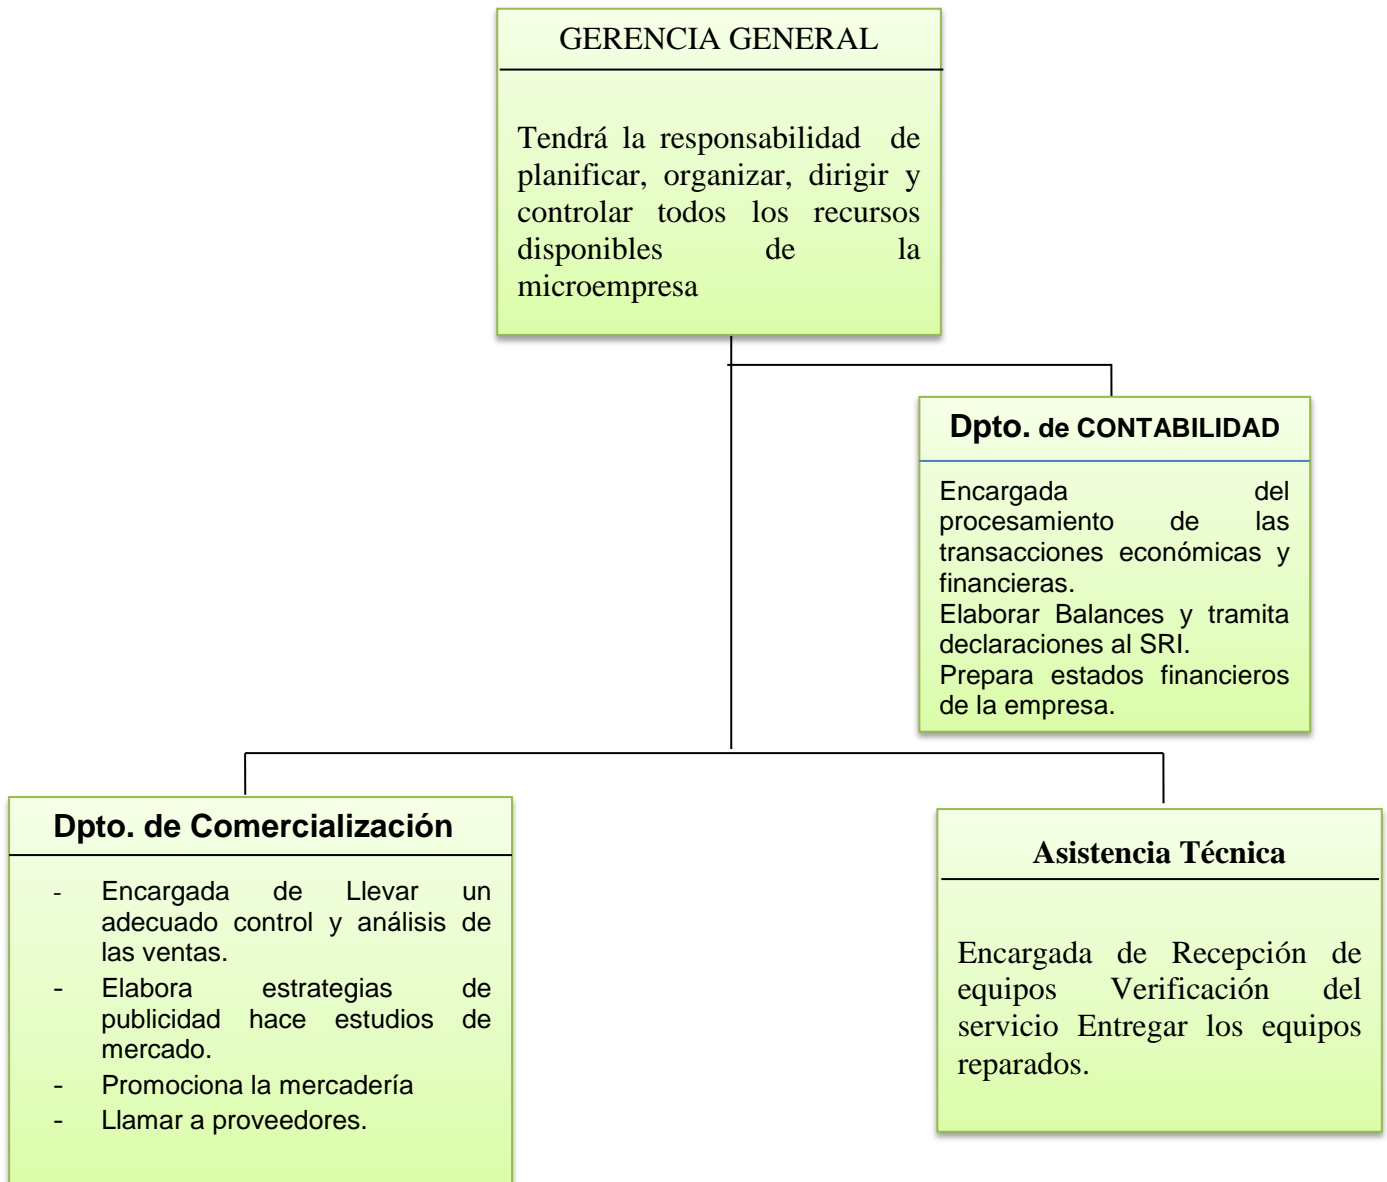 GERENCIA GENERAL
Tendrá la responsabilidad de
planificar, organizar, dirigir y
controlar todos los recursos
disponibles de la
microempresa
Dpto. de CONTABILIDAD
Encargada del
procesamiento de las
transacciones económicas y
financieras.
Elaborar Balances y tramita
declaraciones al SRI.
Prepara estados financieros
de la empresa.
Dpto. de Comercialización
- Encargada de Llevar un
adecuado control y análisis de
las ventas.
- Elabora estrategias de
publicidad hace estudios de
mercado.
- Promociona la mercadería
- Llamar a proveedores.
Asistencia Técnica
Encargada de Recepción de
equipos Verificación del
servicio Entregar los equipos
reparados.